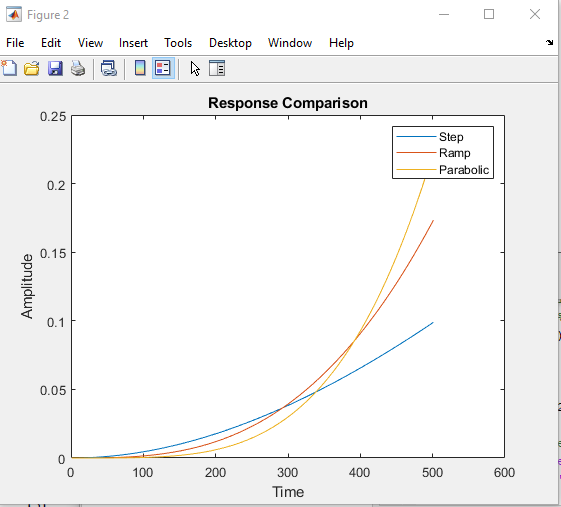 Figure 2
File Edit View Insert Tools Desktop Window Help
Response Comparison
0.25
0.2
0.15
0.1
0.05
0
Amplitude
Step
Ramp
Parabolic
0 100 200 300 400 500 600
Time